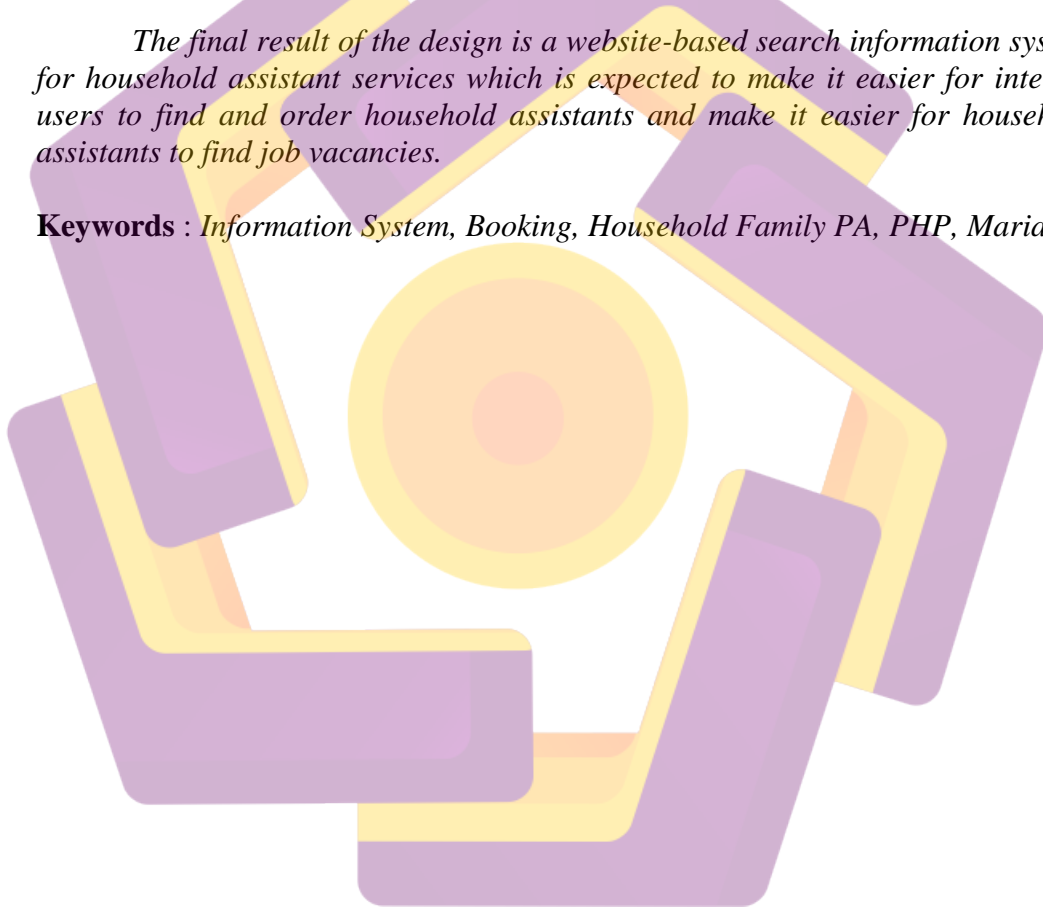 The final result of the design is a website-based search information sys
for household assistant services which is expected to make it easier for inte
users to find and order household assistants and make it easier for househ
assistants to find job vacancies.
Keywords : Information System, Booking, Household Family PA, PHP, Maria